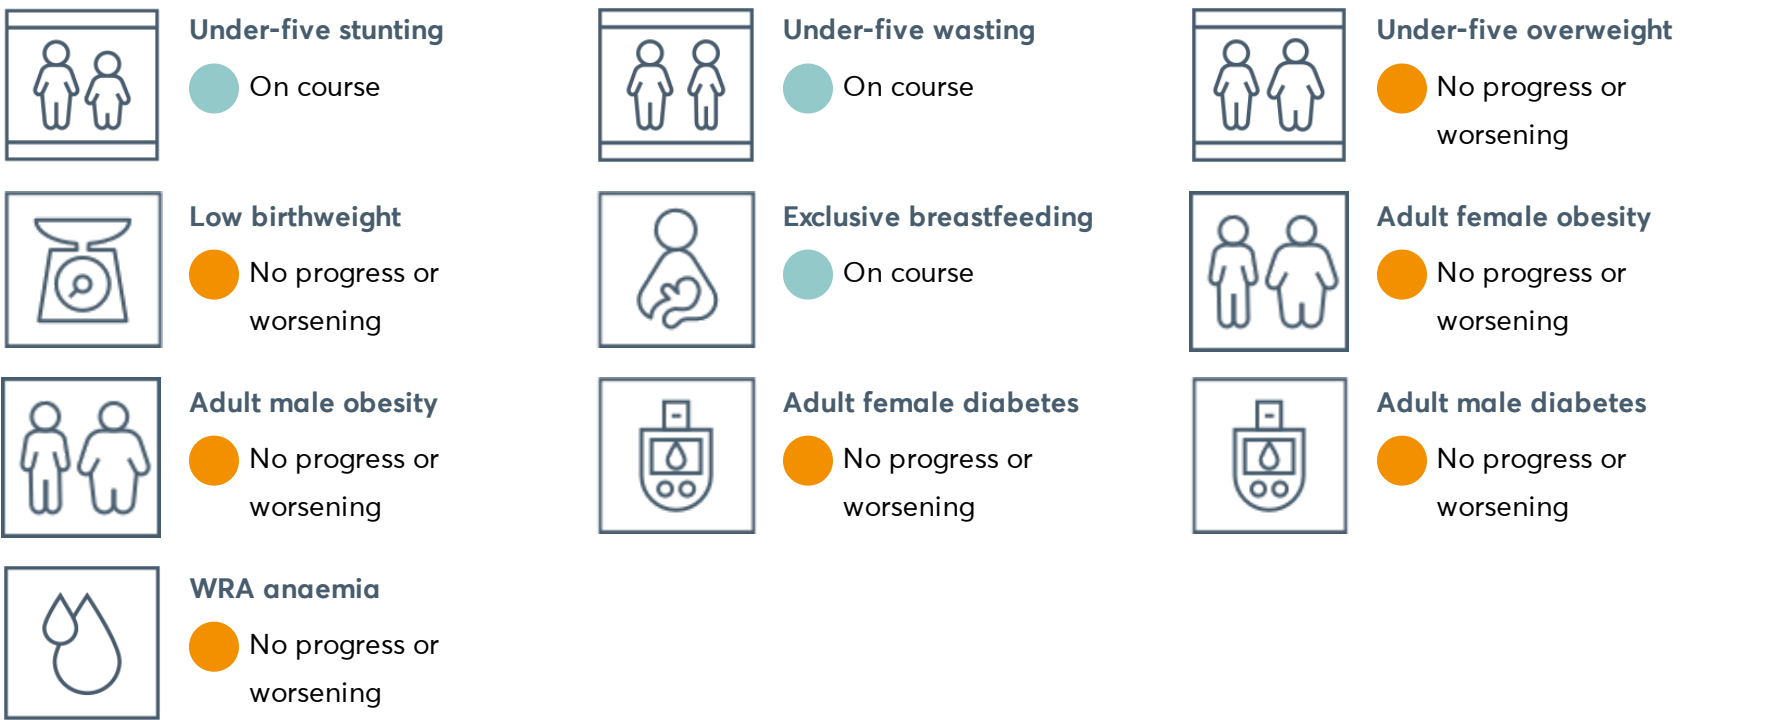 Under-five stunting
On course
Under-five wasting
On course
Under-five overweight
No progress or
worsening
Low birthweight
No progress or
worsening
Exclusive breastfeeding
On course
Adult female obesity
No progress or
worsening
Adult male obesity
No progress or
worsening
Adult female diabetes
No progress or
worsening
Adult male diabetes
No progress or
worsening
WRA anaemia
No progress or
worsening